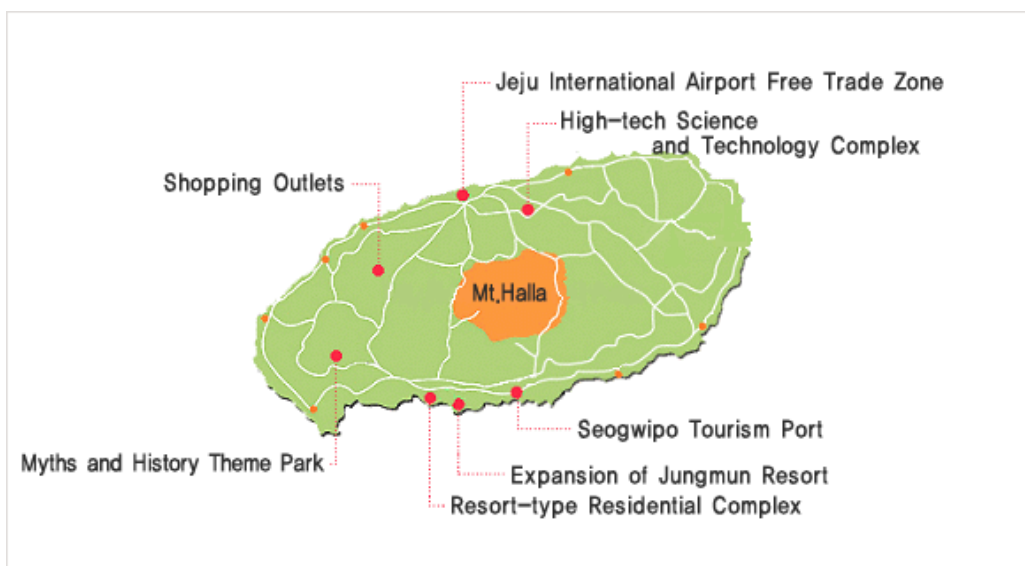 Jeju International Airport Free Trade Zone
High-tech Science
and Technology Complex
Shopping Outlets
Mt.Halla
Seogwipo Tourism Port
Myths and History Theme Park
Expansion of Jungmun Resort
Resort-type Residential Complex